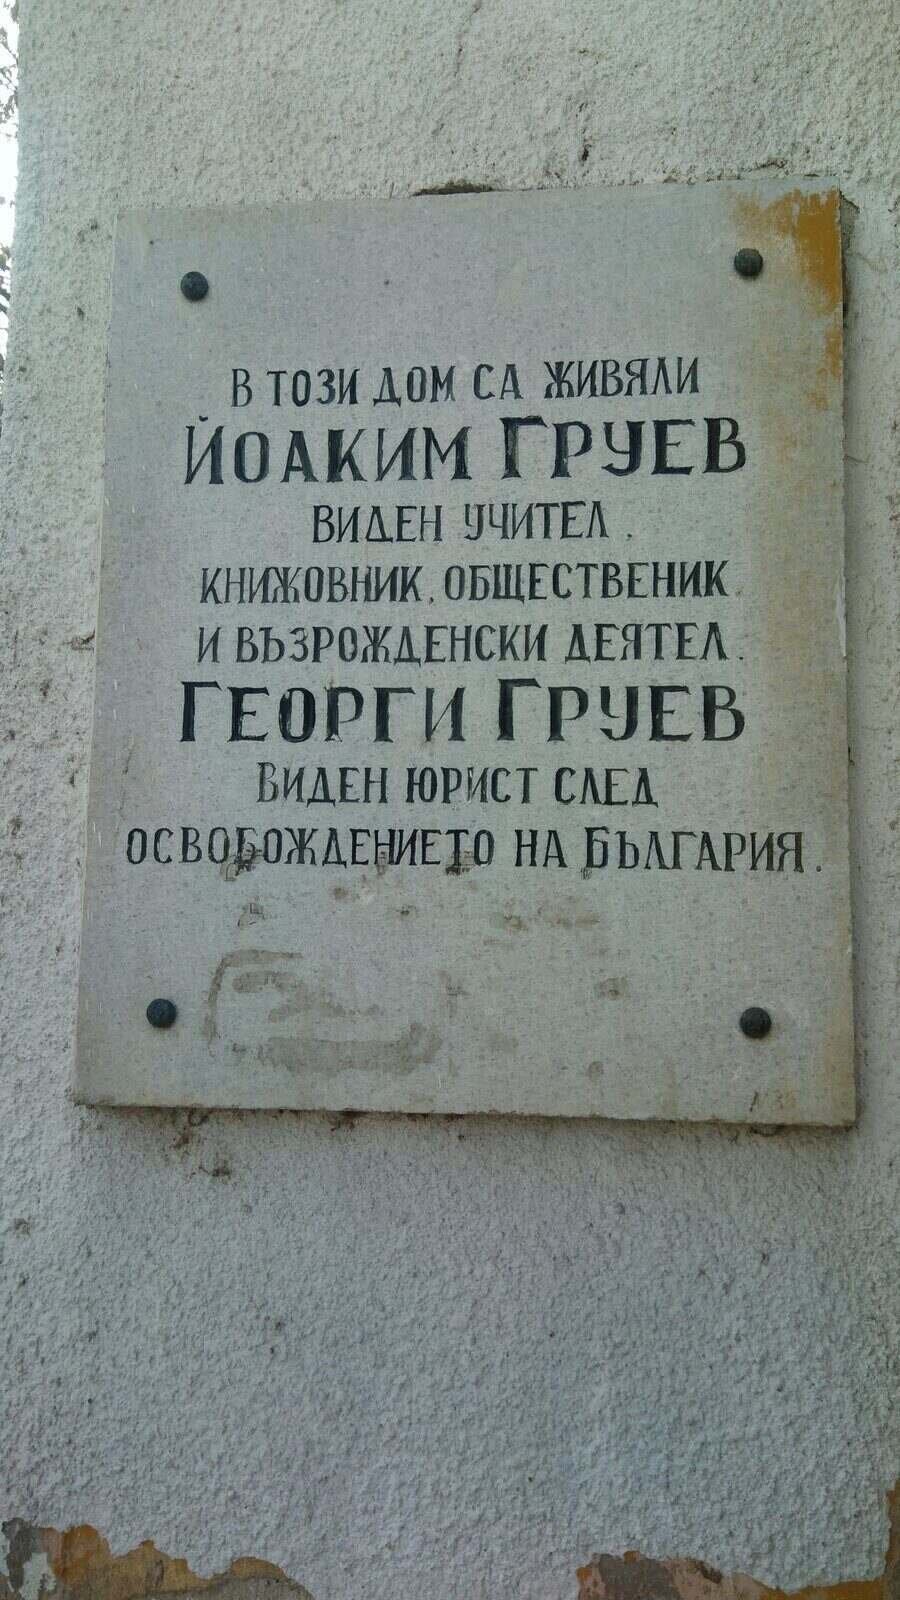 В ТОЗИ ДОМ СА ЖИВЯЛИ
ЙОАКИМ ГРУЕВ
ВИДЕН УЧИТЕЛ,
КНИЖОВНИК, ОБЩЕСТВЕНИК
И ВЪЗРОЖДЕНСКИ ДЕЯТЕЛ.
ГЕОРГИ ГРУЕВ
ВИДЕН ЮРИСТ СЛЕД
ОСВОБОЖДЕНИЕТО НА БЪЛГАРИЯ.